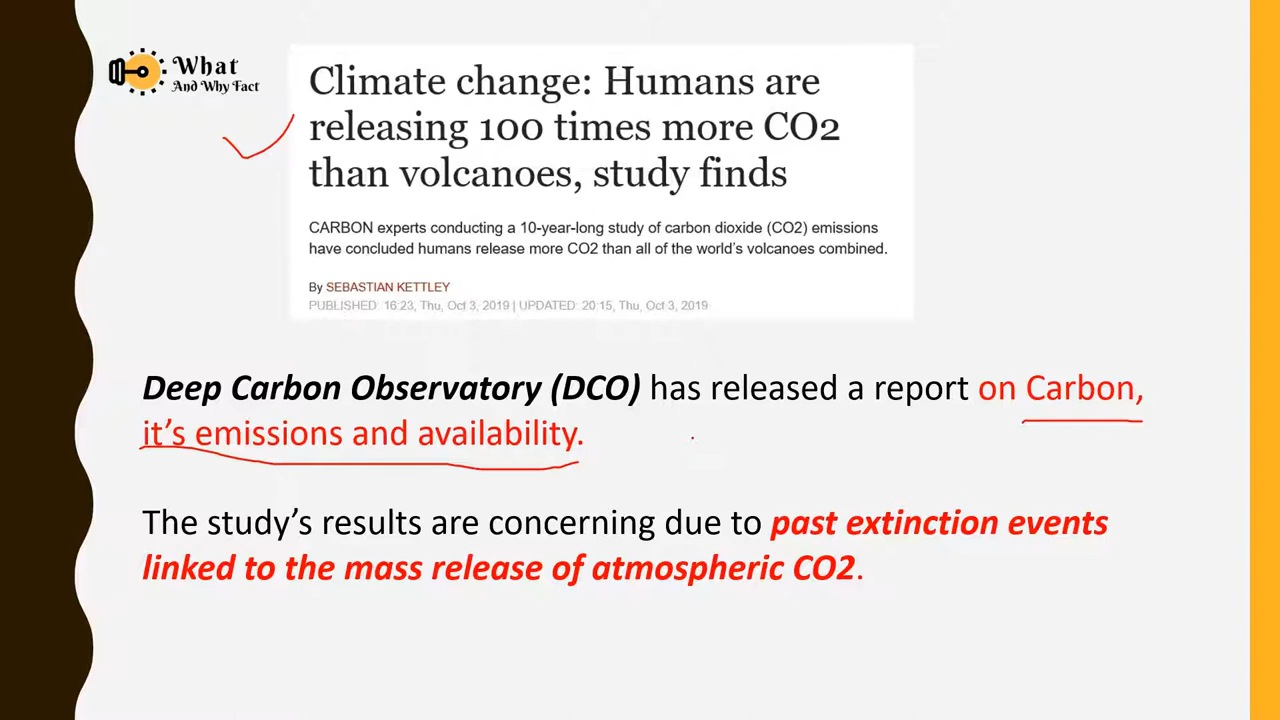 What
And Why Fact
Climate change: Humans are
releasing 100 times more CO2
than volcanoes, study finds
CARBON experts conducting a 10-year-long study of carbon dioxide (CO2) emissions
have concluded humans release more CO2 than all of the world's volcanoes combined.
By SEBASTIAN KETTLEY
PUBLISHED: 16:23, Thu, Oct 3, 2019 | UPDATED: 20:15, Thu, Oct 3, 2019
Deep Carbon Observatory (DCO) has released a report on Carbon,
it’s emissions and availability.
The study’s results are concerning due to past extinction events
linked to the mass release of atmospheric CO2.